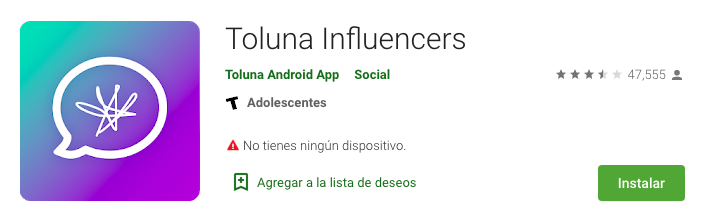 Toluna Influencers
Toluna Android App Social
47,555
Adolescentes
No tienes ningún dispositivo.
Agregar a la lista de deseos
Instalar